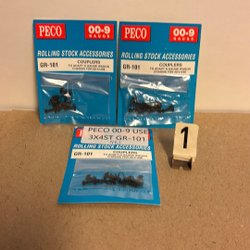 PECO
00-9
GAUGE
ROLLING STOCK ACCESSORIES
GR-101
COUPLERS
PECO
00-9
GAUGE
ROLLING STOCK ACCESSORIES
GR-101
COUPLERS
PECO 00-9 USE
3X4ST GR-101
ROLLING STOCK ACCESSORIES
GR-101
COUPLERS
1